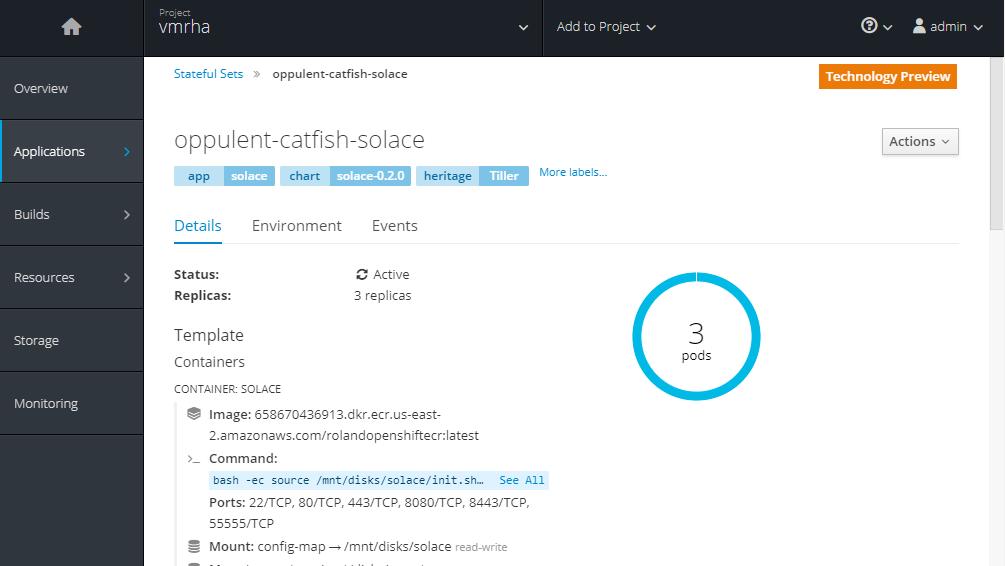 Project
vmrha
Add to Project
admin
Overview
Applications
Builds
Resources
Storage
Monitoring
Stateful Sets » oppulent-catfish-solace
Technology Preview
oppulent-catfish-solace
Actions
app solace chart solace-0.2.0 heritage Tiller More labels...
Details Environment Events
Status: Active
Replicas: 3 replicas
3
pods
Template
Containers
CONTAINER: SOLACE
Image: 658670436913.dkr.ecr.us-east-
2.amazonaws.com/rolandopenshiftecr:latest
Command:
bash -ec source /mnt/disks/solace/init.sh… See All
Ports: 22/TCP, 80/TCP, 443/TCP, 8080/TCP, 8443/TCP,
55555/TCP
Mount: config-map → /mnt/disks/solace read-write